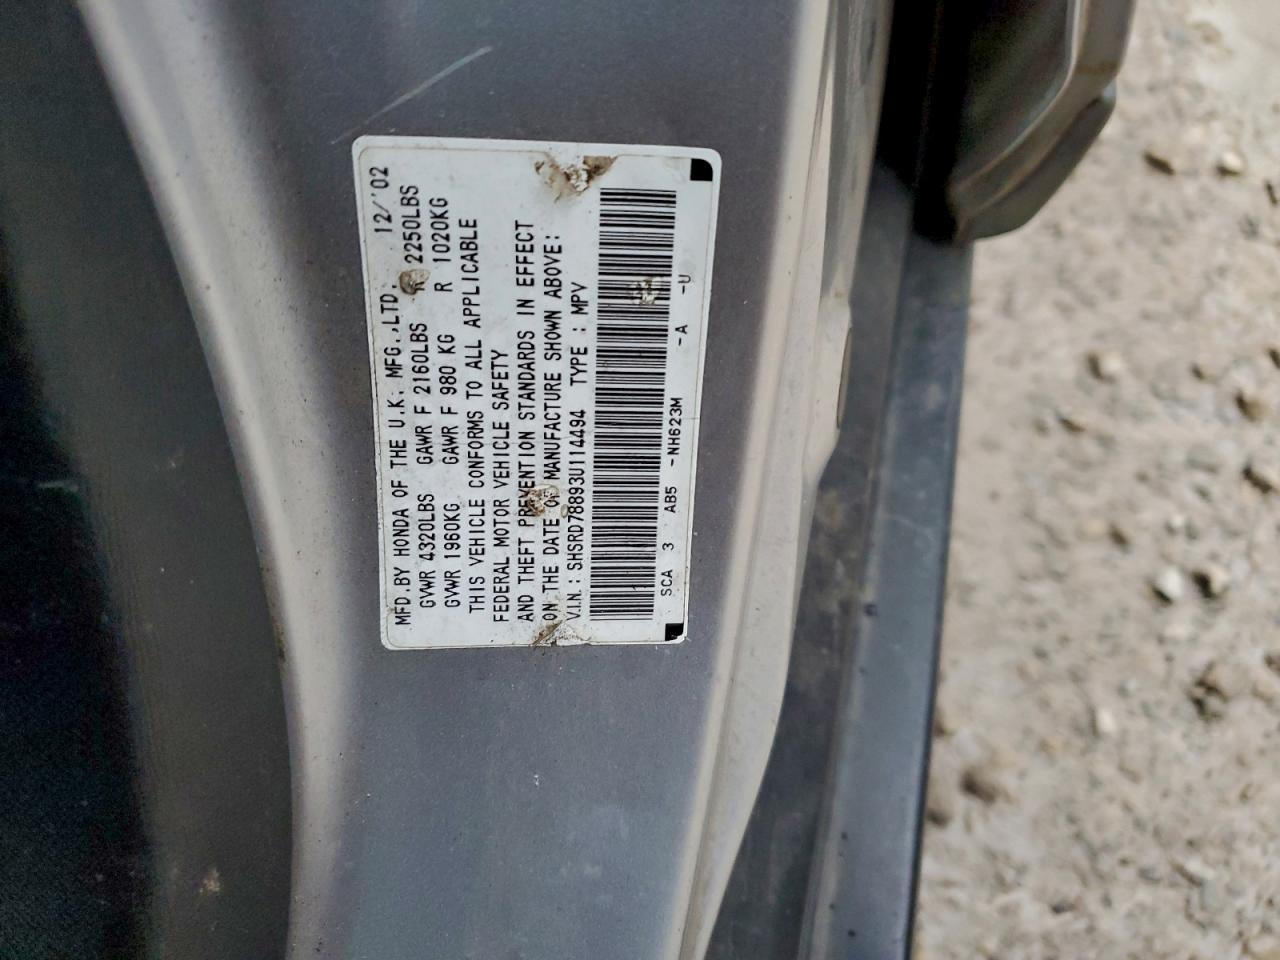 MFD.BY HONDA OF THE U.K. MFG.,LTD. 12/'02
GVWR 4320LBS GAWR F 2160LBS R 2250LBS
GVWR 1960KG GAWR F 980 KG R 1020KG
THIS VEHICLE CONFORMS TO ALL APPLICABLE
FEDERAL MOTOR VEHICLE SAFETY
AND THEFT PREVENTION STANDARDS IN EFFECT
ON THE DATE OF MANUFACTURE SHOWN ABOVE:
V.I.N.: SHSRD78893U114494 TYPE : MPV
SCA 3 AB5 -NH623M -A -U